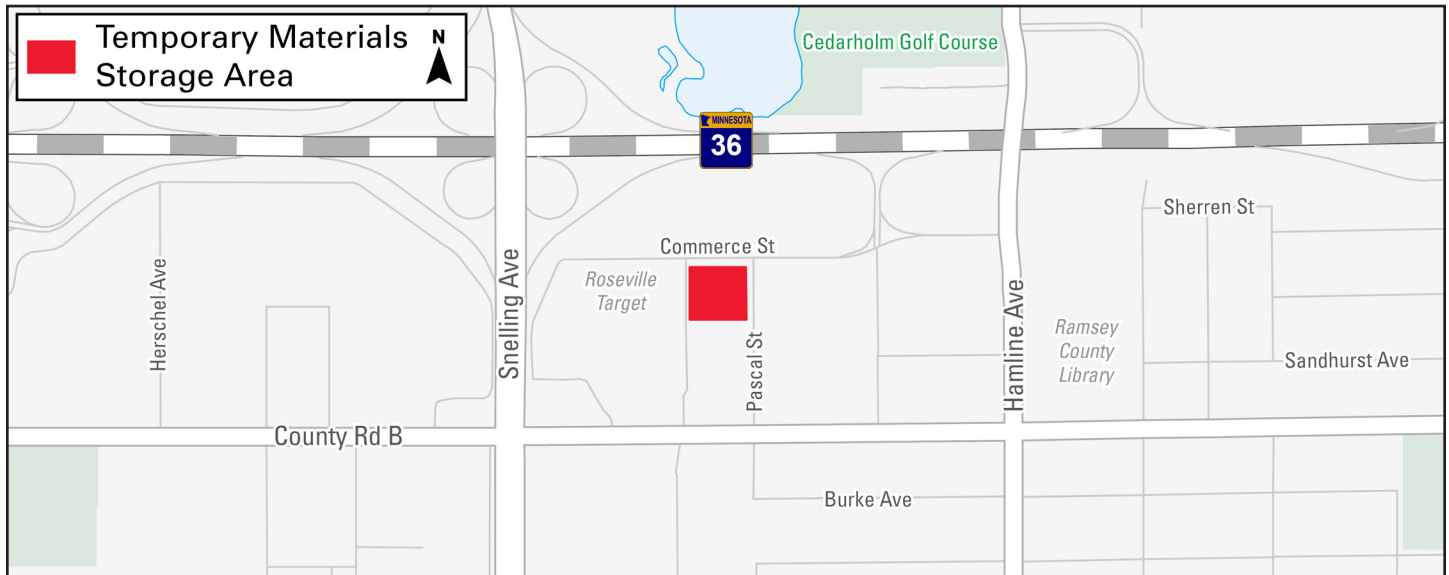 Temporary Materials
Storage Area
N
Cedarholm Golf Course
MINNESOTA
36
Sherren St
Commerce St
Roseville
Target
Herschel Ave
Snelling Ave
Pascal St
Hamline Ave
Ramsey
County
Library
Sandhurst Ave
County Rd B
Burke Ave